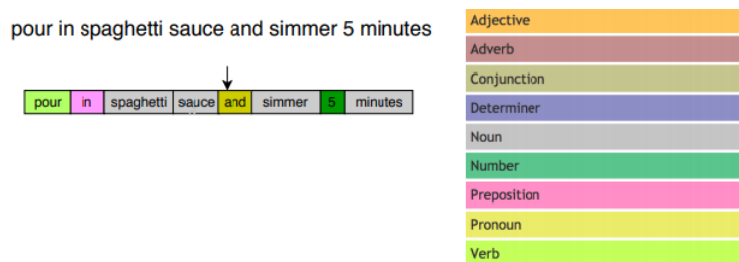 pour in spaghetti sauce and simmer 5 minutes
pour in spaghetti sauce and simmer 5 minutes
Adjective
Adverb
Conjunction
Determiner
Noun
Number
Preposition
Pronoun
Verb